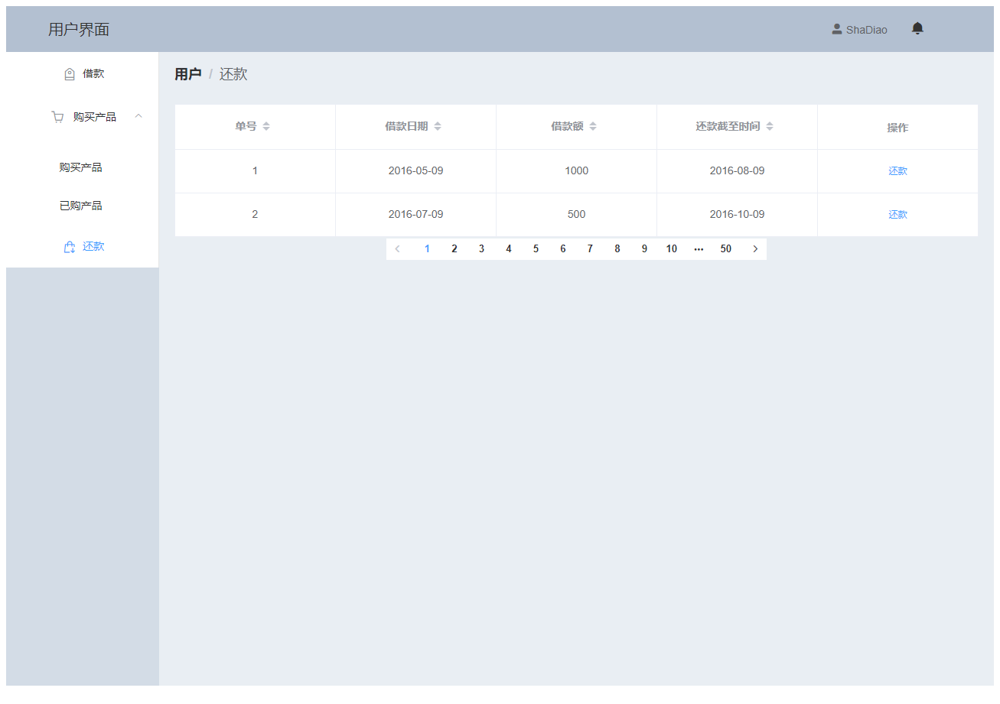 用户界面
ShaDiao
借款
购买产品
购买产品
已购产品
还款
用户 / 还款
单号 借款日期 借款额 还款截至时间 操作
1 2016-05-09 1000 2016-08-09 还款
2 2016-07-09 500 2016-10-09 还款
1 2 3 4 5 6 7 8 9 10 ··· 50